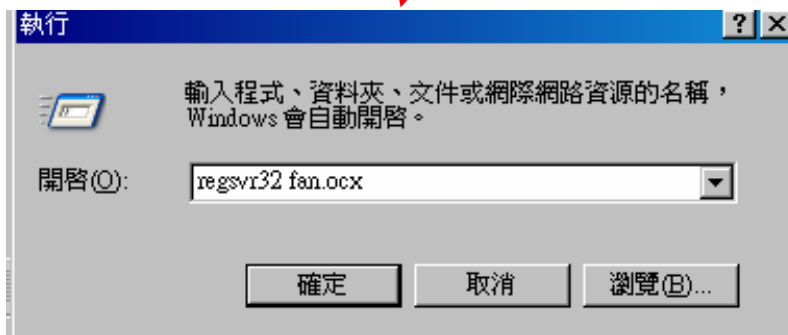 執行
輸入程式、資料夾、文件或網際網路資源的名稱，
Windows 會自動開啟。
開啟(O):
regsvr32 fan.ocx
確定
取消
瀏覽(B)...